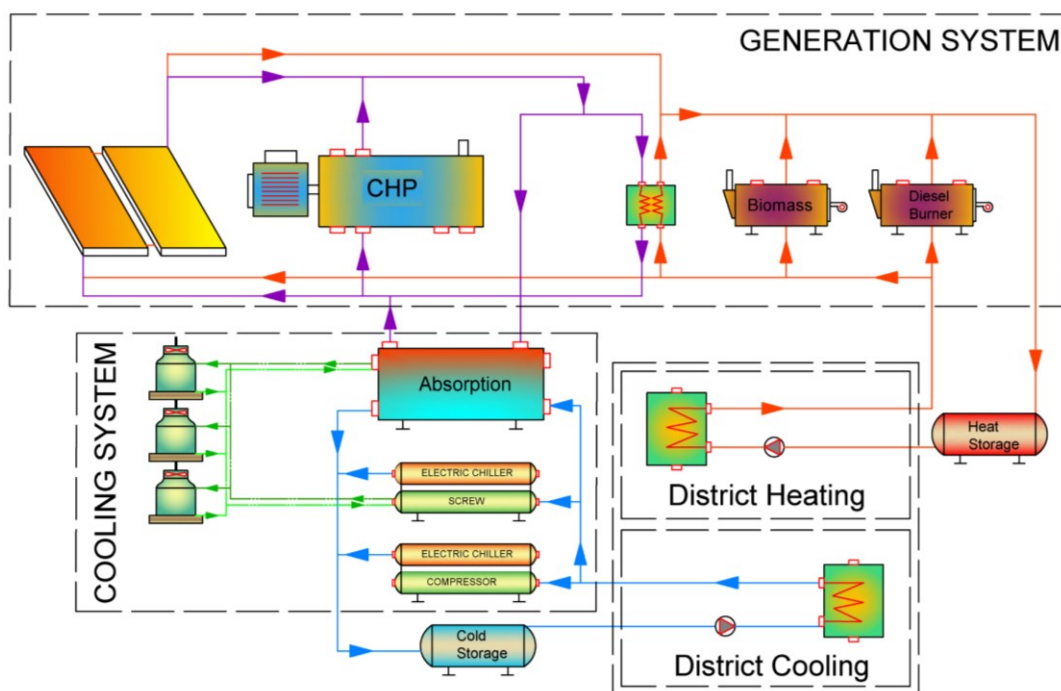 GENERATION SYSTEM
CHP
Biomass
Diesel
Burner
COOLING SYSTEM
Absorption
ELECTRIC CHILLER
SCREW
ELECTRIC CHILLER
COMPRESSOR
Cold
Storage
Heat
Storage
District Heating
District Cooling